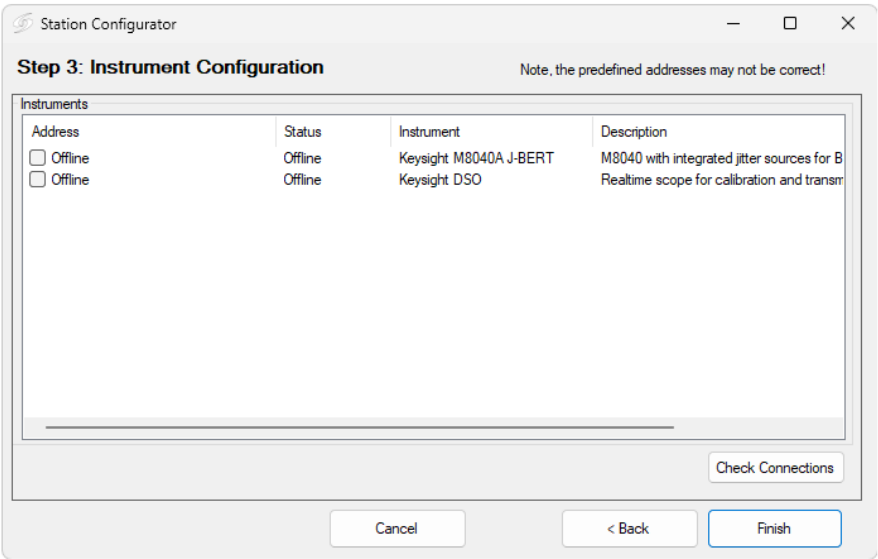 Station Configurator
Step 3: Instrument Configuration
Note, the predefined addresses may not be correct!
Instruments
Address Status Instrument Description
Offline Offline Keysight M8040A J-BERT M8040 with integrated jitter sources for B
Offline Offline Keysight DSO Realtime scope for calibration and transm
Check Connections
Cancel < Back Finish